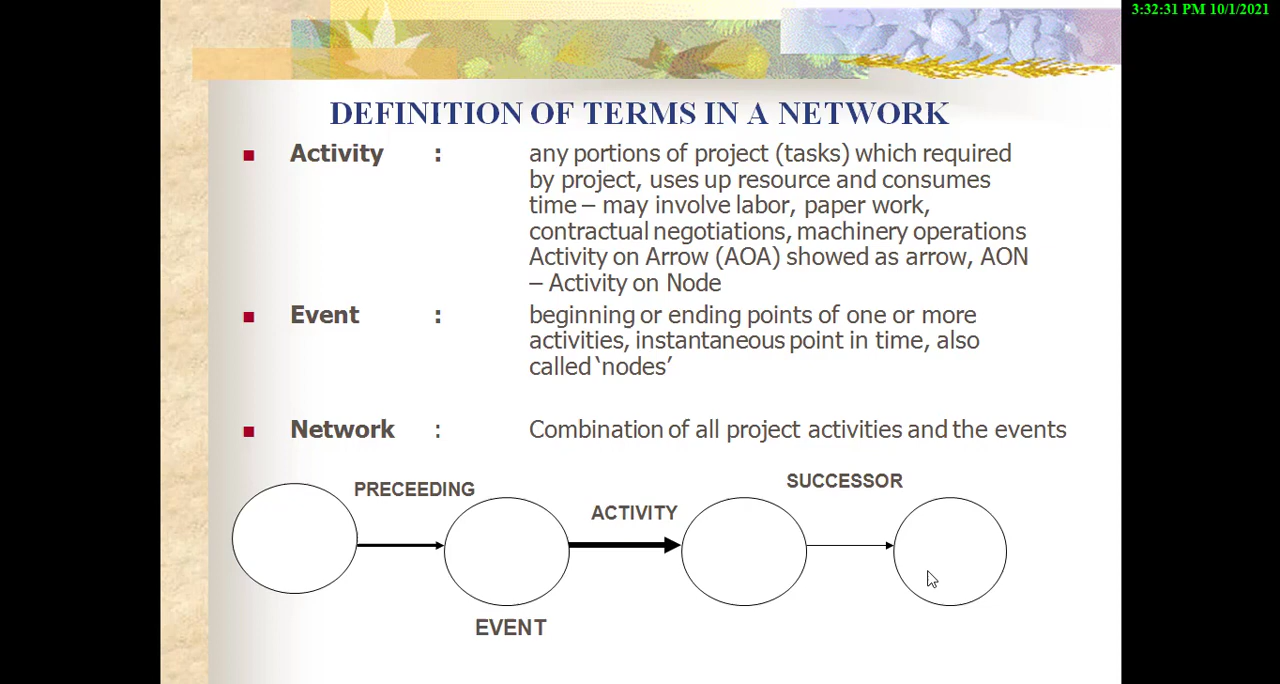 3:32:31 PM 10/1/2021
DEFINITION OF TERMS IN A NETWORK
Activity : any portions of project (tasks) which required
by project, uses up resource and consumes
time – may involve labor, paper work,
contractual negotiations, machinery operations
Activity on Arrow (AOA) showed as arrow, AON
– Activity on Node
Event : beginning or ending points of one or more
activities, instantaneous point in time, also
called ‘nodes’
Network : Combination of all project activities and the events
PRECEEDING
ACTIVITY
SUCCESSOR
EVENT